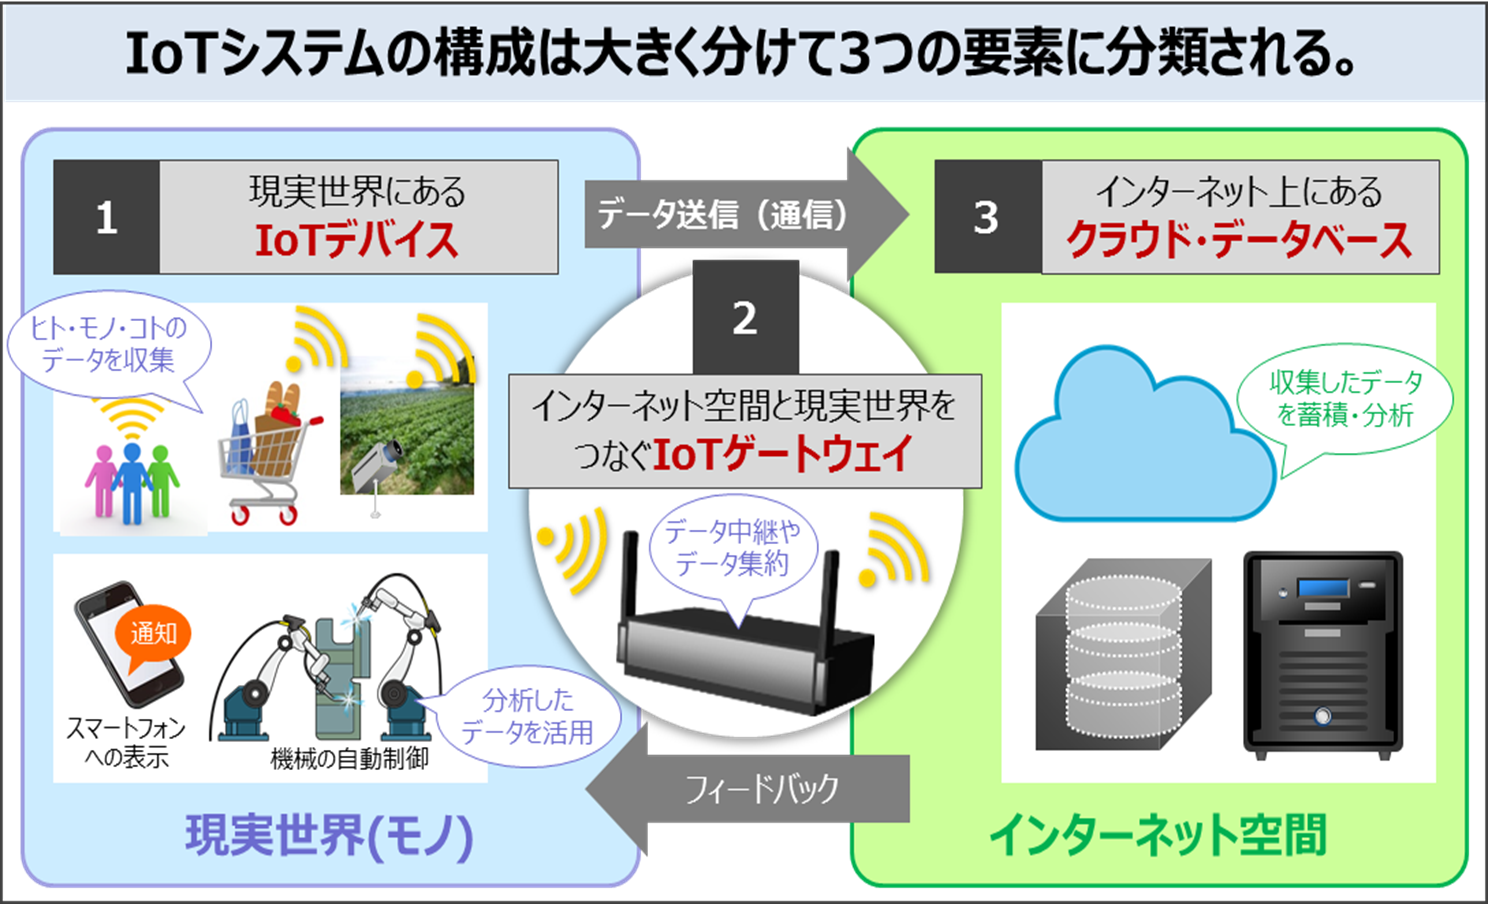 IoTシステムの構成は大きく分けて3つの要素に分類される。
1
現実世界にある
IoTデバイス
データ送信（通信）
3
インターネット上にある
クラウド・データベース
2
インターネット空間と現実世界を
つなぐIoTゲートウェイ
ヒト・モノ・コトの
データを収集
収集したデータ
を蓄積・分析
データ中継や
データ集約
通知
スマートフォン
への表示
機械の自動制御
分析した
データを活用
フィードバック
現実世界(モノ)
インターネット空間